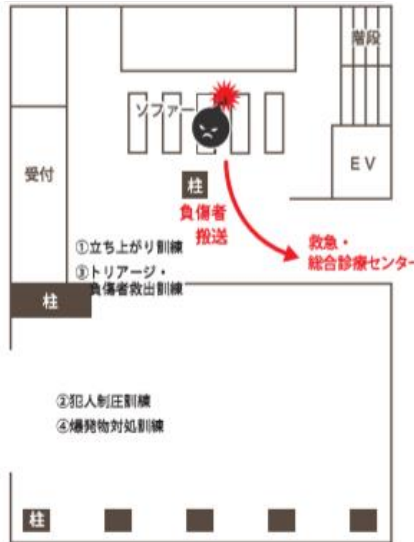 階段
ソファー
受付
EV
柱
負傷者
搬送
救急・
総合診療センター
①立ち上がり訓練
③トリアージ・
負傷者救出訓練
柱
②犯人制圧訓練
④爆発物対処訓練
柱